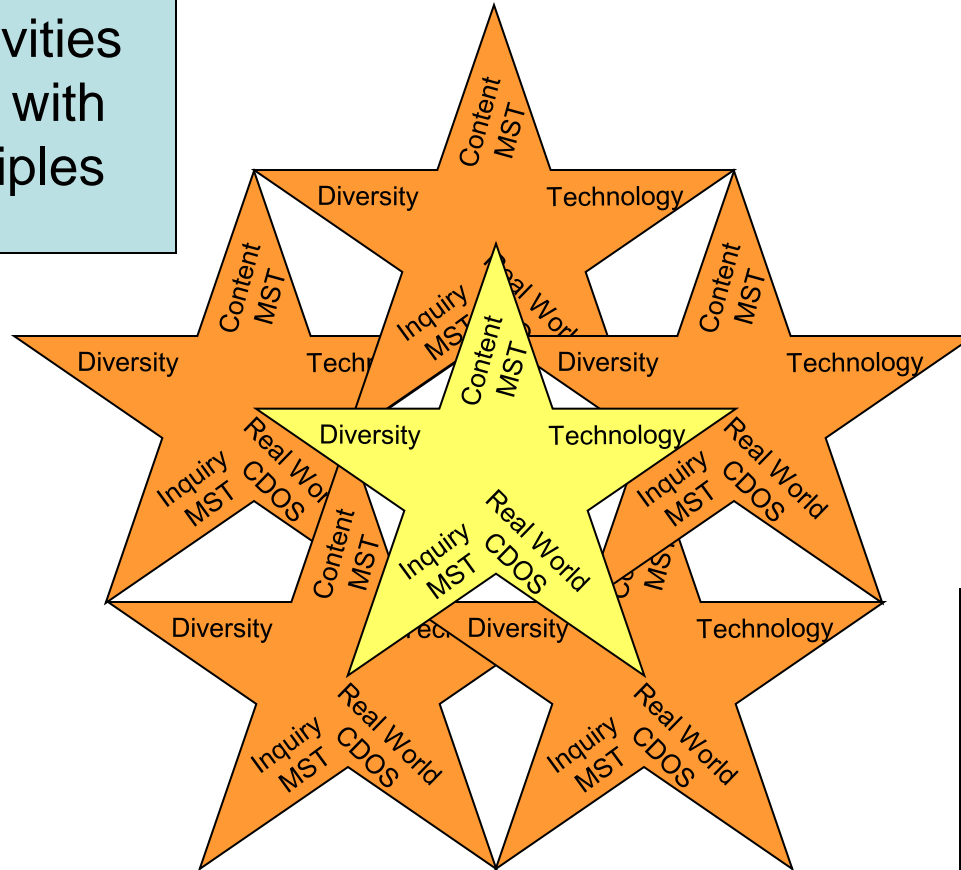 vities
with
iples
Content
MST
Diversity
Technology
Inquiry
MST
Content
MST
Diversity
Inquiry
MST
Real Wor
CDOS
Content
MST
Diversity
Technology
Inquiry
MST
Real World
CDOS
Content
MST
Diversity
Technology
Inquiry
MST
Real World
CDOS
Content
MST
Diversity
Inquiry
MST
Real World
CDOS
MST
Diversity
Technology
Inquiry
MST
Real World
CDOS